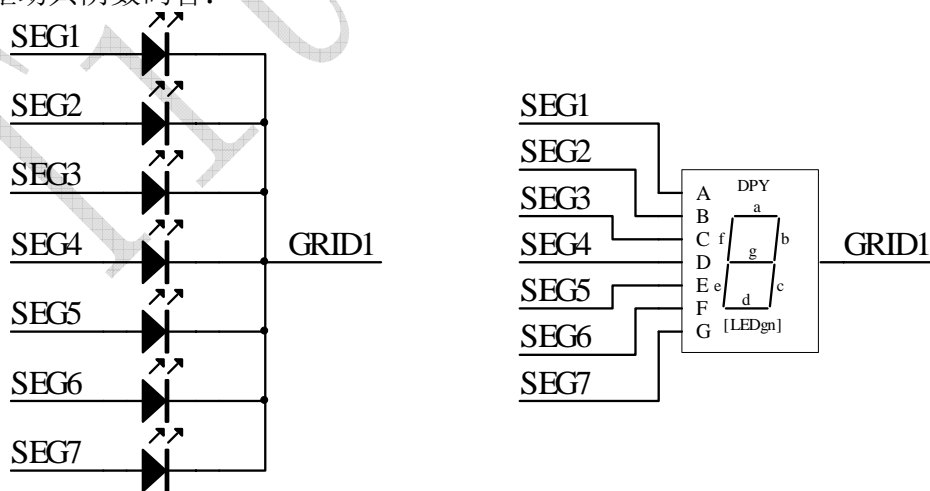 SEG1
SEG2
SEG3
SEG4
SEG5
SEG6
SEG7
GRID1
SEG1
SEG2
SEG3
SEG4
SEG5
SEG6
SEG7
A
B
C
D
E
F
G
DPY
a
f
b
g
e
c
d
[LEDgn]
GRID1